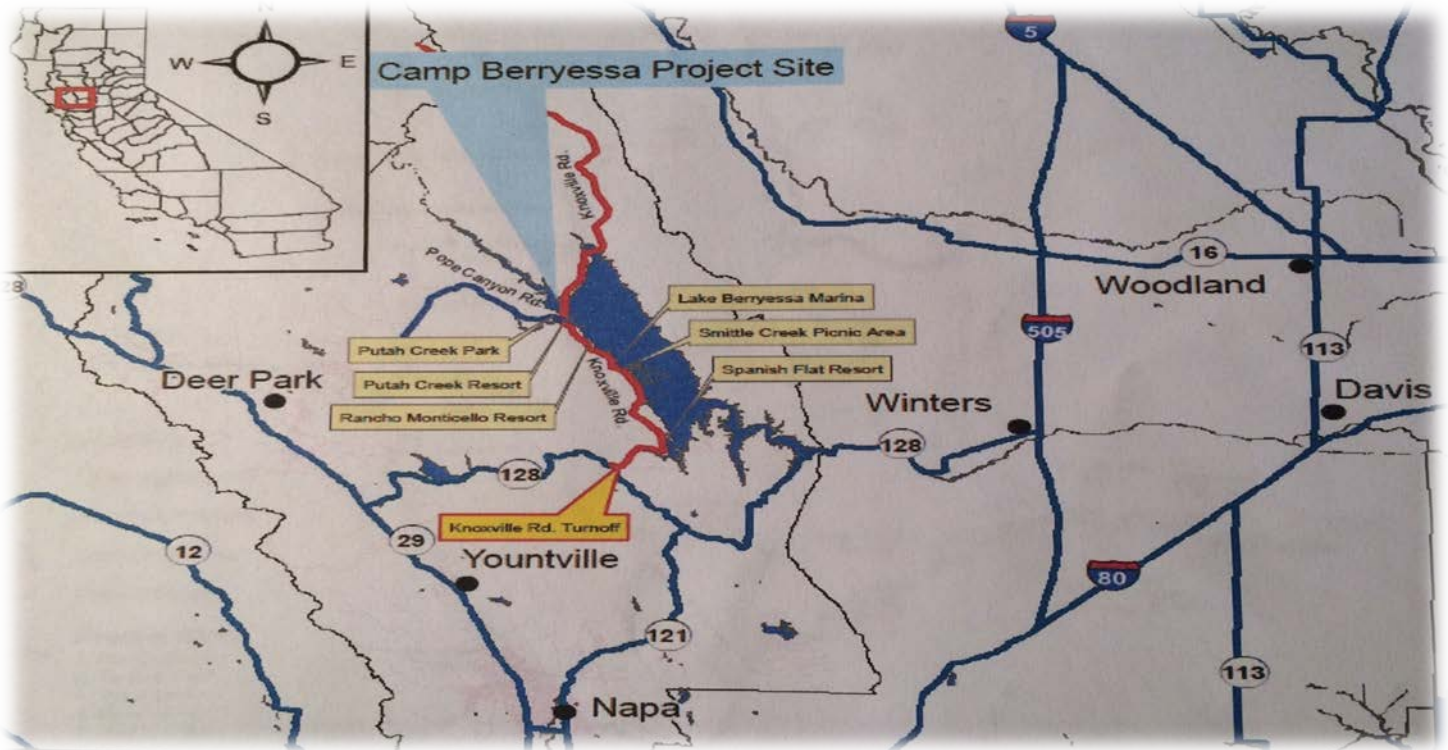 N
W
E
S
Camp Berryessa Project Site
5
Knoxville Rd.
Pope Canyon Rd.
16
Woodland
Lake Berryessa Marina
Smittle Creek Picnic Area
Spanish Flat Resort
505
113
Putah Creek Park
Putah Creek Resort
Rancho Monticello Resort
Knoxville Rd
Deer Park
Winters
Davis
128
128
Knoxville Rd. Turnoff
29
12
Yountville
80
121
113
Napa